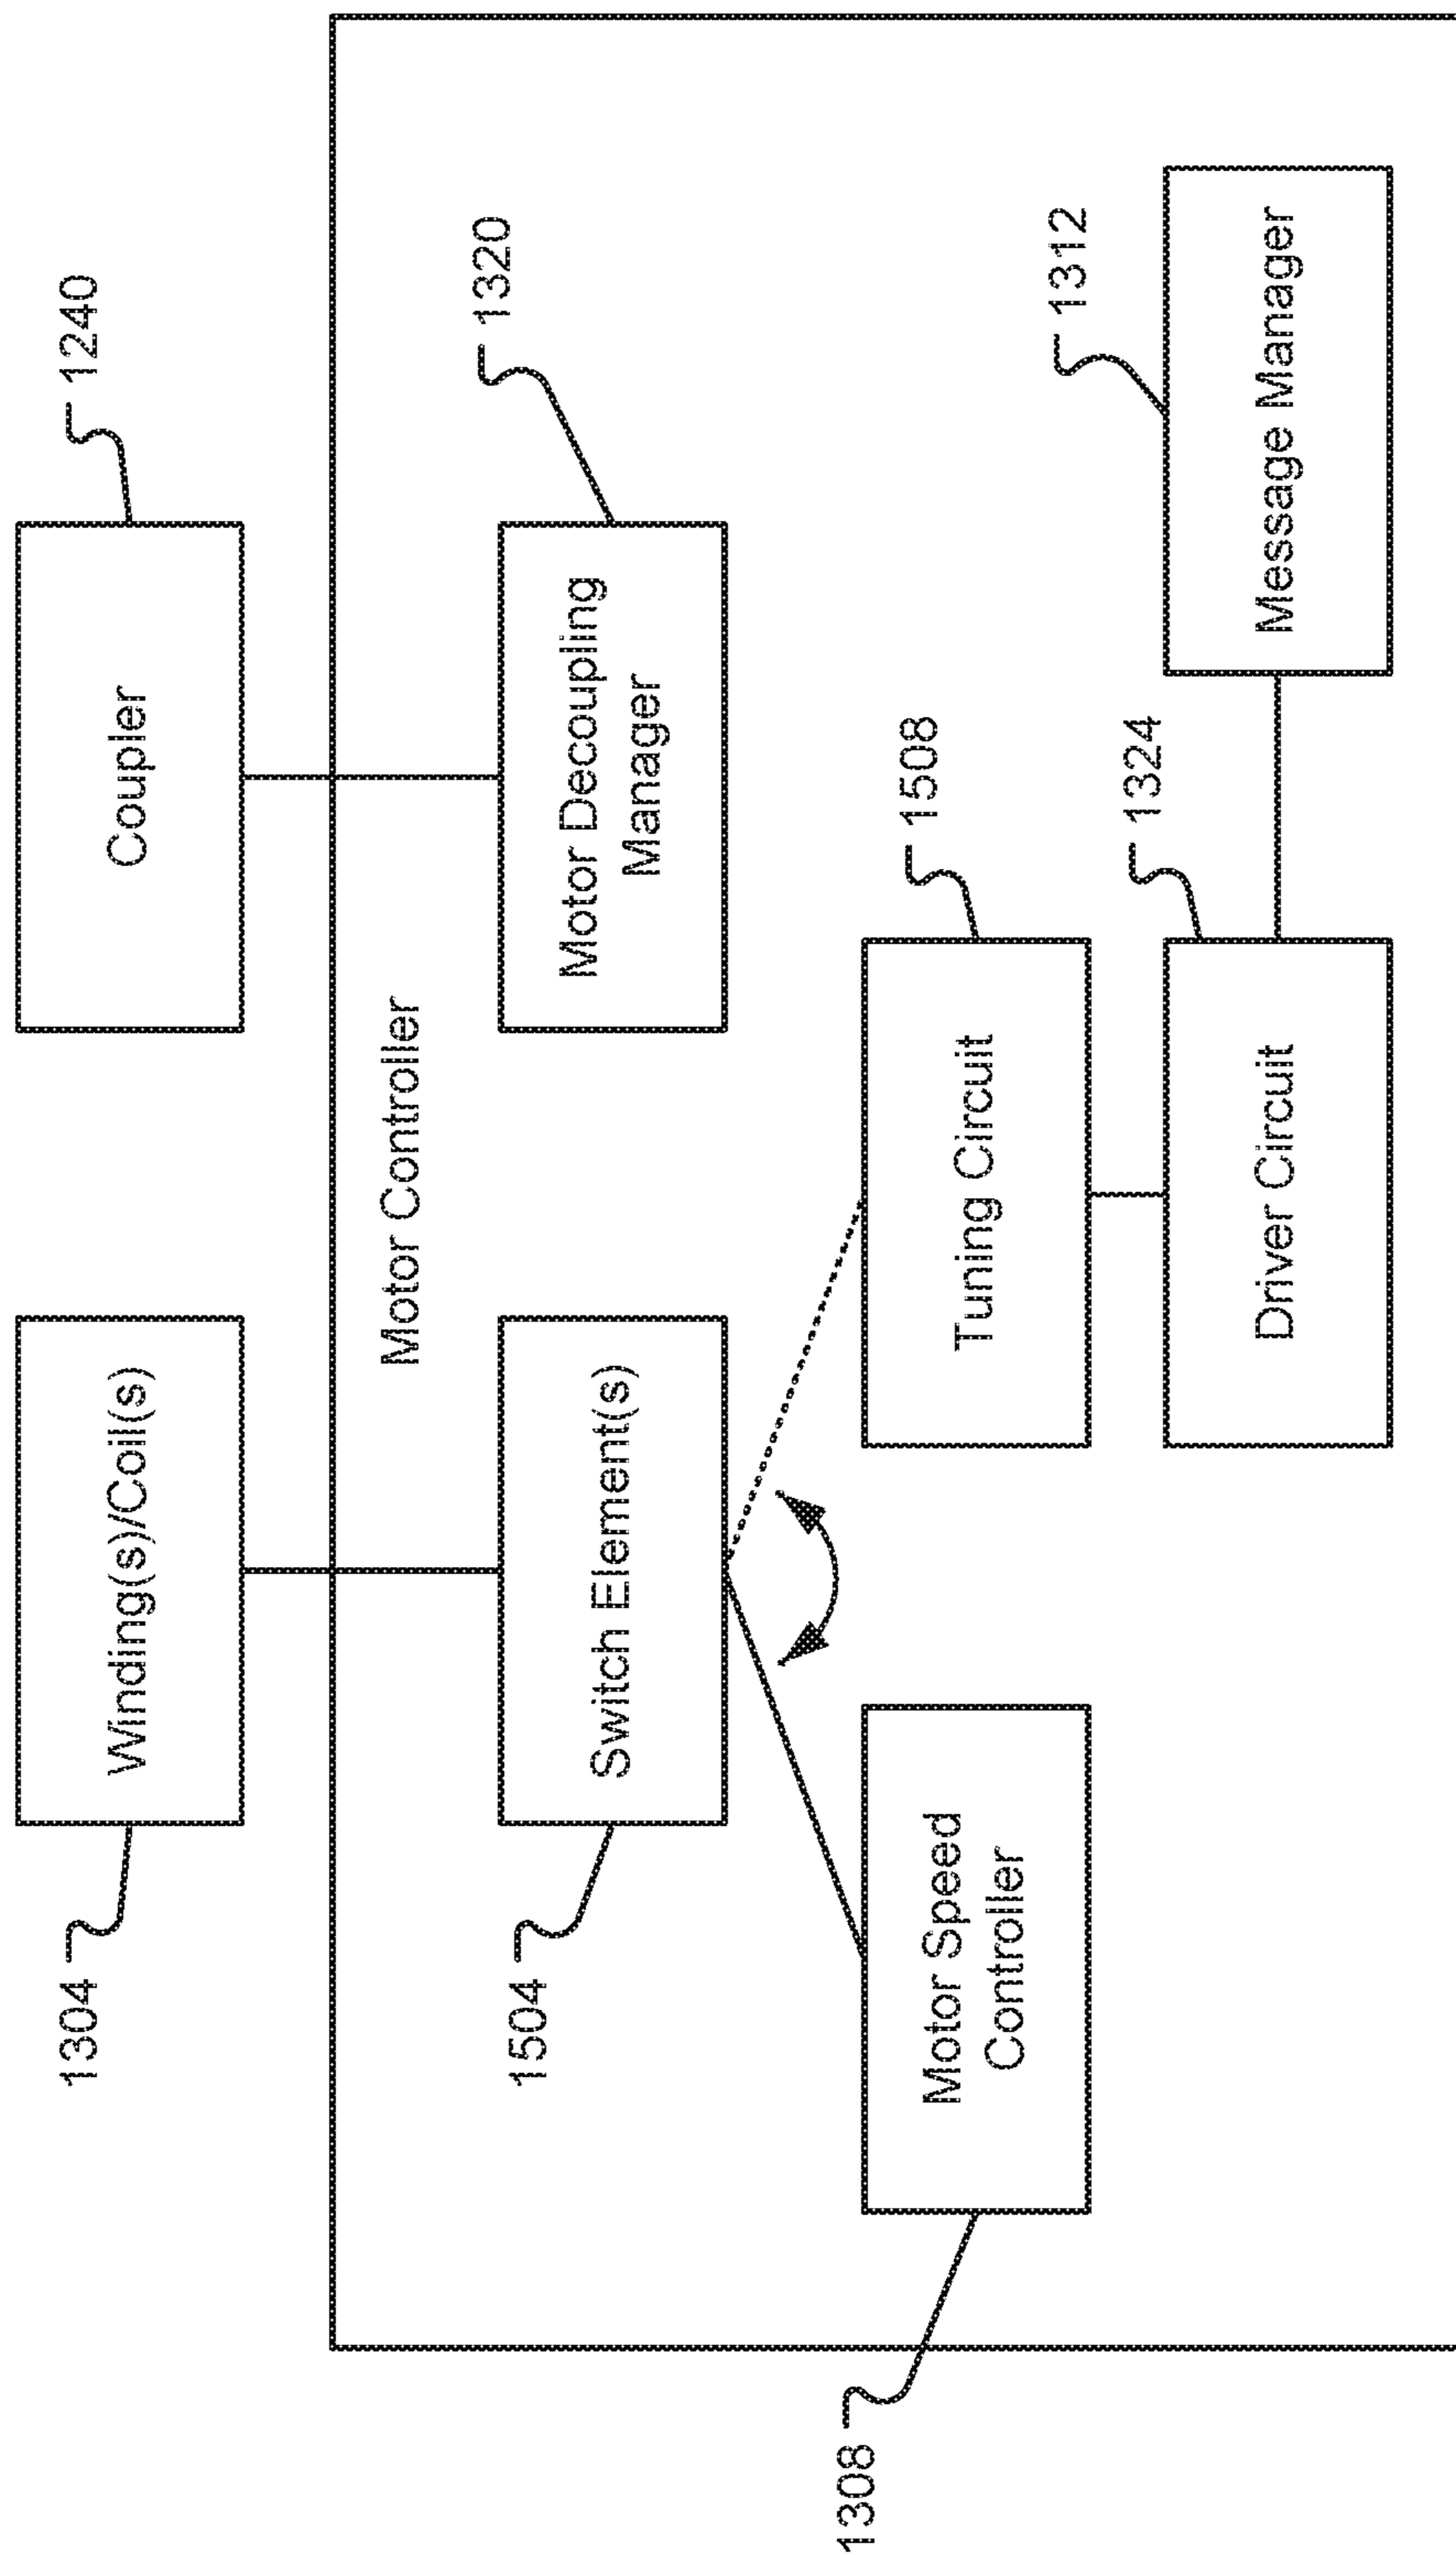 1304
Winding(s)/Coil(s)
Coupler
1240
Motor Controller
1504
Switch Element(s)
Motor Decoupling
Manager
1320
1308
Motor Speed
Controller
Tuning Circuit
1508
Driver Circuit
1324
Message Manager
1312